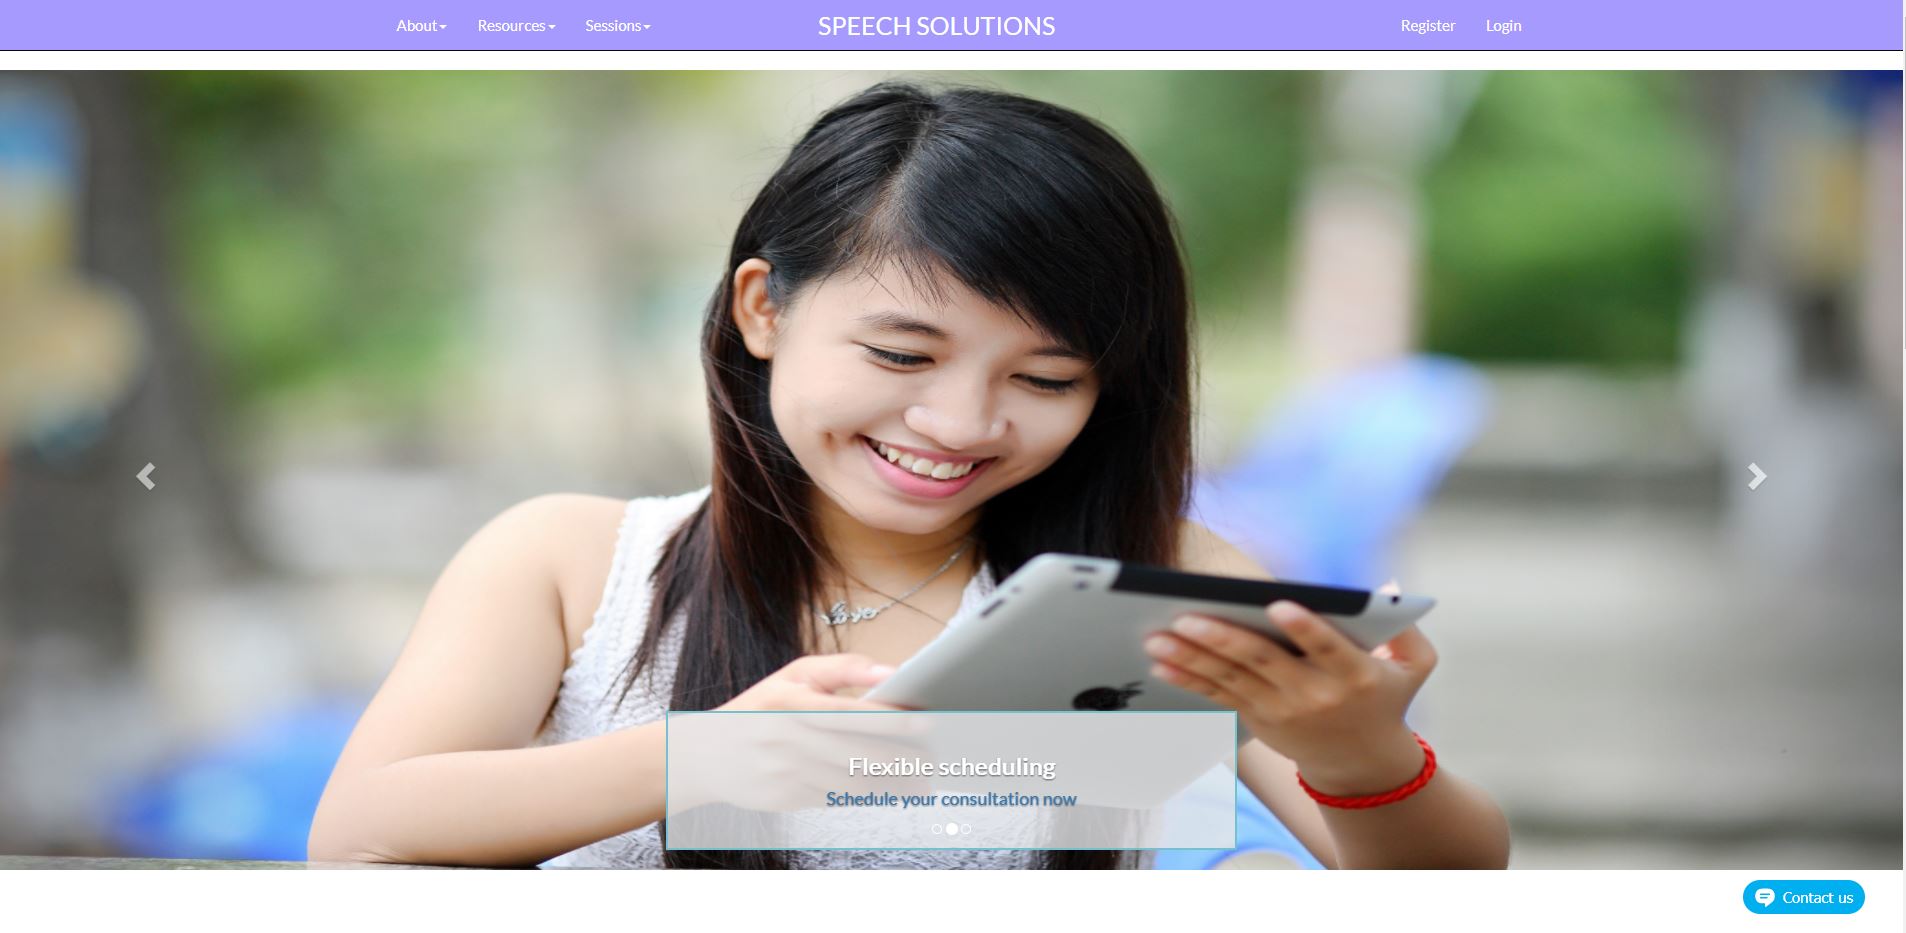 About
Resources
Sessions
SPEECH SOLUTIONS
Register
Login
Flexible scheduling
Schedule your consultation now
Contact us